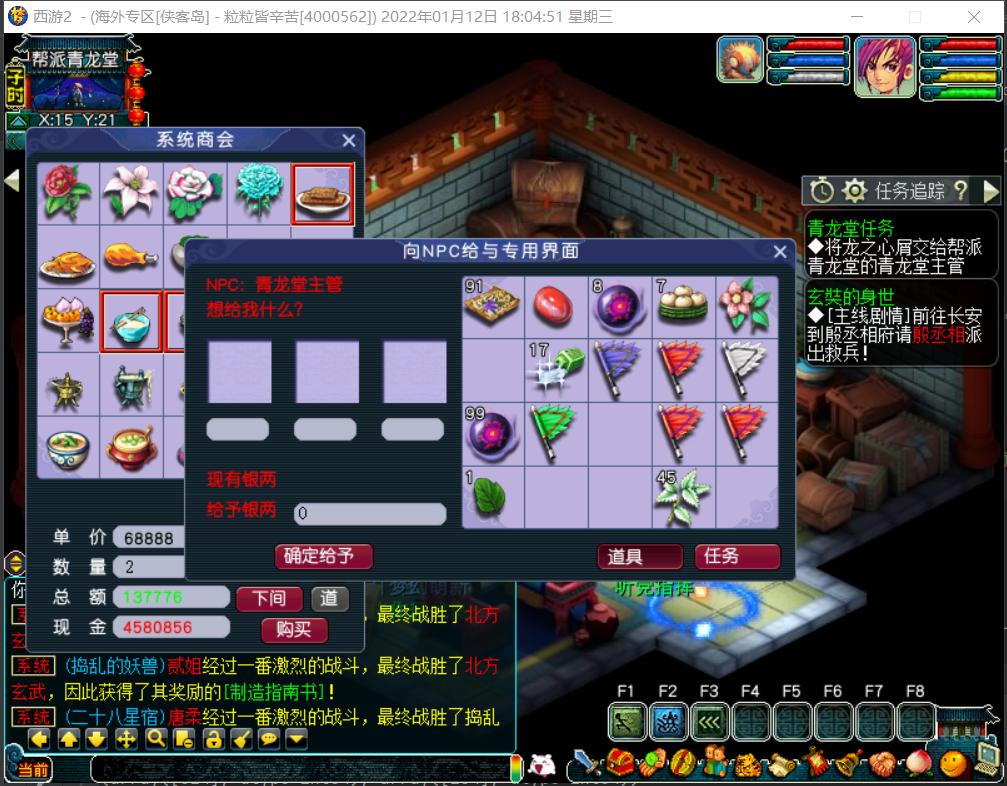 西游2 - (海外专区[侠客岛] - 粒粒皆辛苦[4000562]) 2022年01月12日 18:04:51 星期三
帮派青龙堂
子时
X:15 Y:21
系统商会
任务追踪 ?
青龙堂任务
◆将龙之心屑交给帮派
青龙堂的青龙堂主管
玄奘的身世
◆[主线剧情]前往长安
到殷丞相府请殷丞相派
出救兵!
向NPC给与专用界面
NPC: 青龙堂主管
想给我什么?
91
8
7
17
99
1
45
现有银两
给予银两 0
确定给予
道具
任务
单 价 68888
数 量 2
总 额 137776
下间
道
现 金 4580856
购买
听党指挥
你
,最终战胜了北方
[系统] (捣乱的妖兽)贰姐经过一番激烈的战斗,最终战胜了北方
玄武,因此获得了其奖励的[制造指南书]!
[系统] (二十八星宿)唐柔经过一番激烈的战斗,最终战胜了捣乱
F1 F2 F3 F4 F5 F6 F7 F8
当前